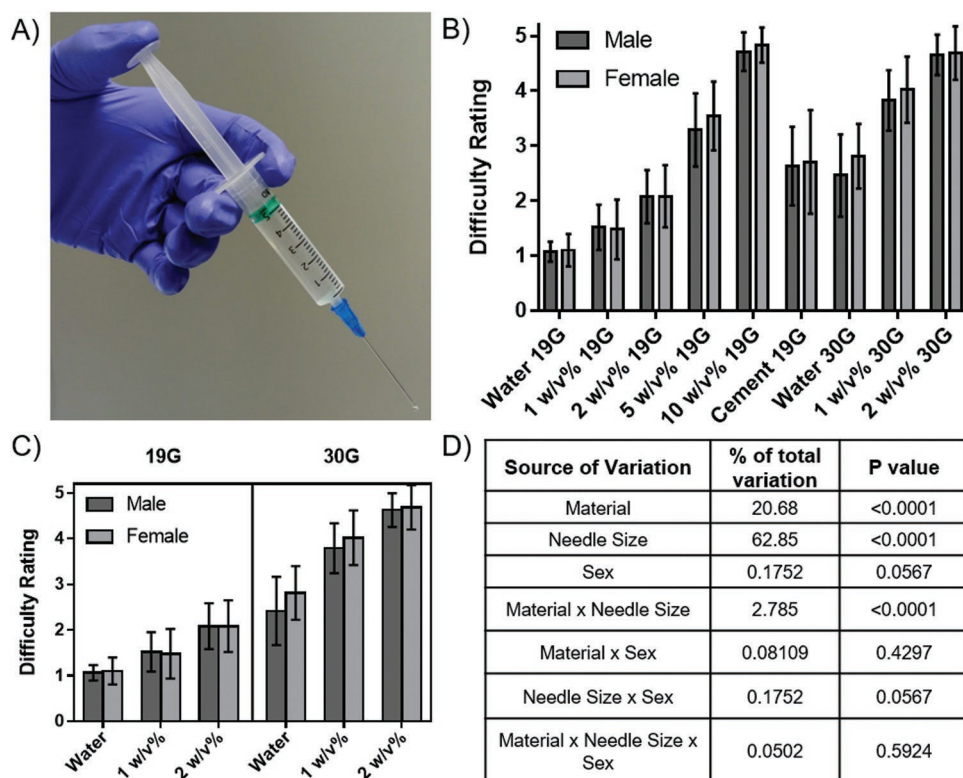 A)
5
4
3
2
1
B)
Male
Female
Difficulty Rating
5
4
3
2
1
0
Water 19G
1 w/v% 19G
2 w/v% 19G
5 w/v% 19G
10 w/v% 19G
Cement 19G
Water 30G
1 w/v% 30G
2 w/v% 30G
C)
19G 30G
Male
Female
Difficulty Rating
5
4
3
2
1
0
Water
1 w/v%
2 w/v%
Water
1 w/v%
2 w/v%
D)
Source of Variation % of total variation P value
Material 20.68 <0.0001
Needle Size 62.85 <0.0001
Sex 0.1752 0.0567
Material x Needle Size 2.785 <0.0001
Material x Sex 0.08109 0.4297
Needle Size x Sex 0.1752 0.0567
Material x Needle Size x
Sex 0.0502 0.5924